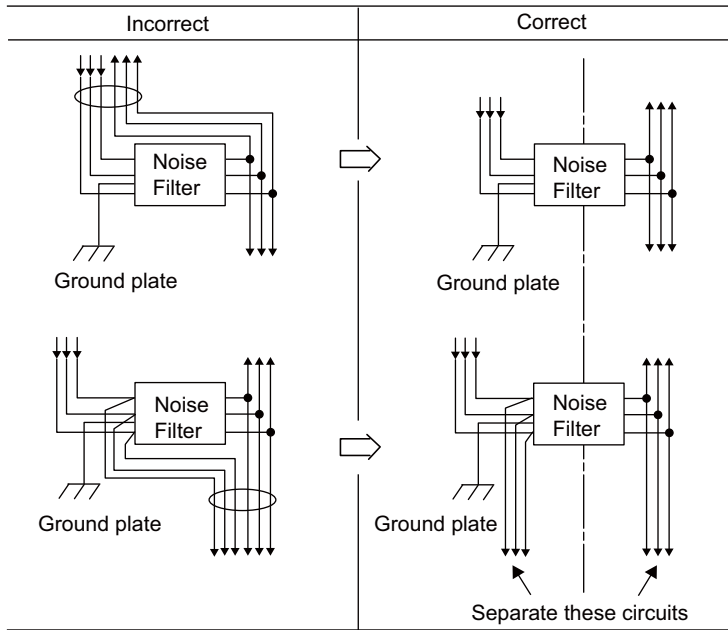 Incorrect
Correct
Noise
Filter
Ground plate
Noise
Filter
Ground plate
Noise
Filter
Ground plate
Noise
Filter
Ground plate
Separate these circuits